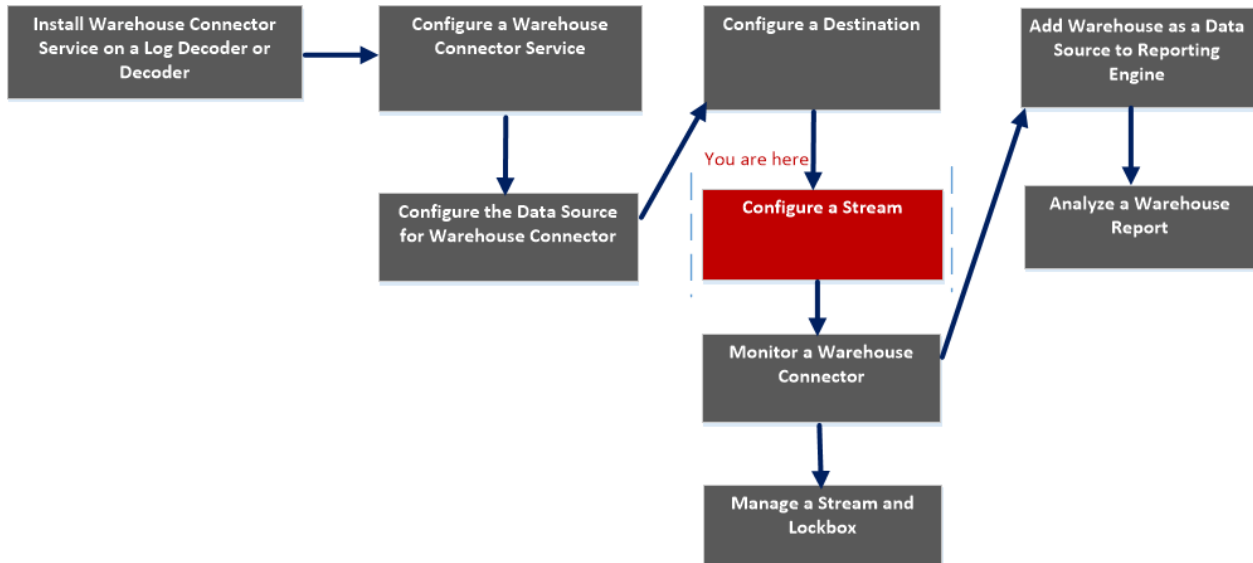 Install Warehouse Connector
Service on a Log Decoder or
Decoder
Configure a Warehouse
Connector Service
Configure the Data Source
for Warehouse Connector
Configure a Destination
You are here
Configure a Stream
Monitor a Warehouse
Connector
Manage a Stream and
Lockbox
Add Warehouse as a Data
Source to Reporting
Engine
Analyze a Warehouse
Report